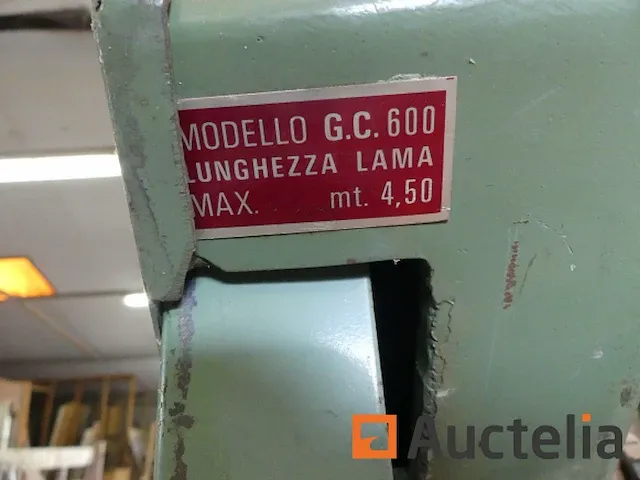 MODELLO G.C. 600
LUNGHEZZA LAMA
MAX. mt. 4,50
Auctelia